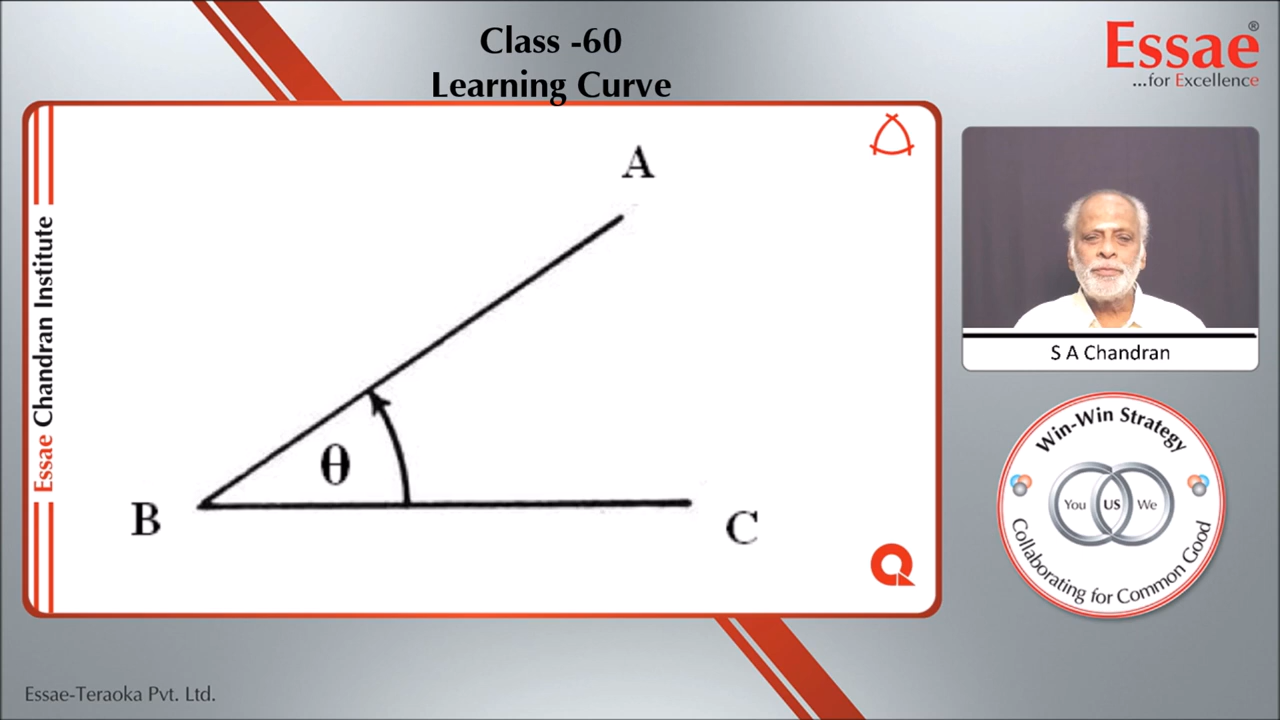 Class -60
Learning Curve
Essae®
...for Excellence
Essae Chandran Institute
A
θ
B
C
S A Chandran
Win-Win Strategy
You US We
Collaborating for Common Good
Essae-Teraoka Pvt. Ltd.